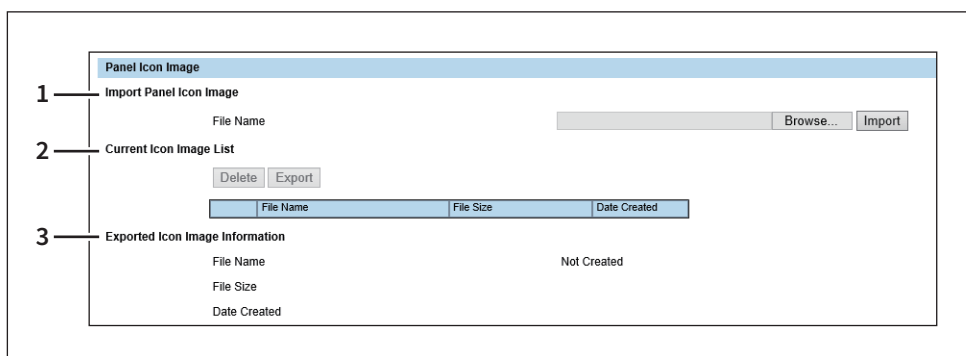 Panel Icon Image
1 Import Panel Icon Image
File Name Browse... Import
2 Current Icon Image List
Delete Export
File Name File Size Date Created
3 Exported Icon Image Information
File Name Not Created
File Size
Date Created